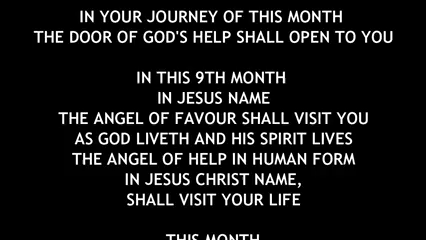 IN YOUR JOURNEY OF THIS MONTH
THE DOOR OF GOD'S HELP SHALL OPEN TO YOU
IN THIS 9TH MONTH
IN JESUS NAME
THE ANGEL OF FAVOUR SHALL VISIT YOU
AS GOD LIVETH AND HIS SPIRIT LIVES
THE ANGEL OF HELP IN HUMAN FORM
IN JESUS CHRIST NAME,
SHALL VISIT YOUR LIFE
THIS MONTH